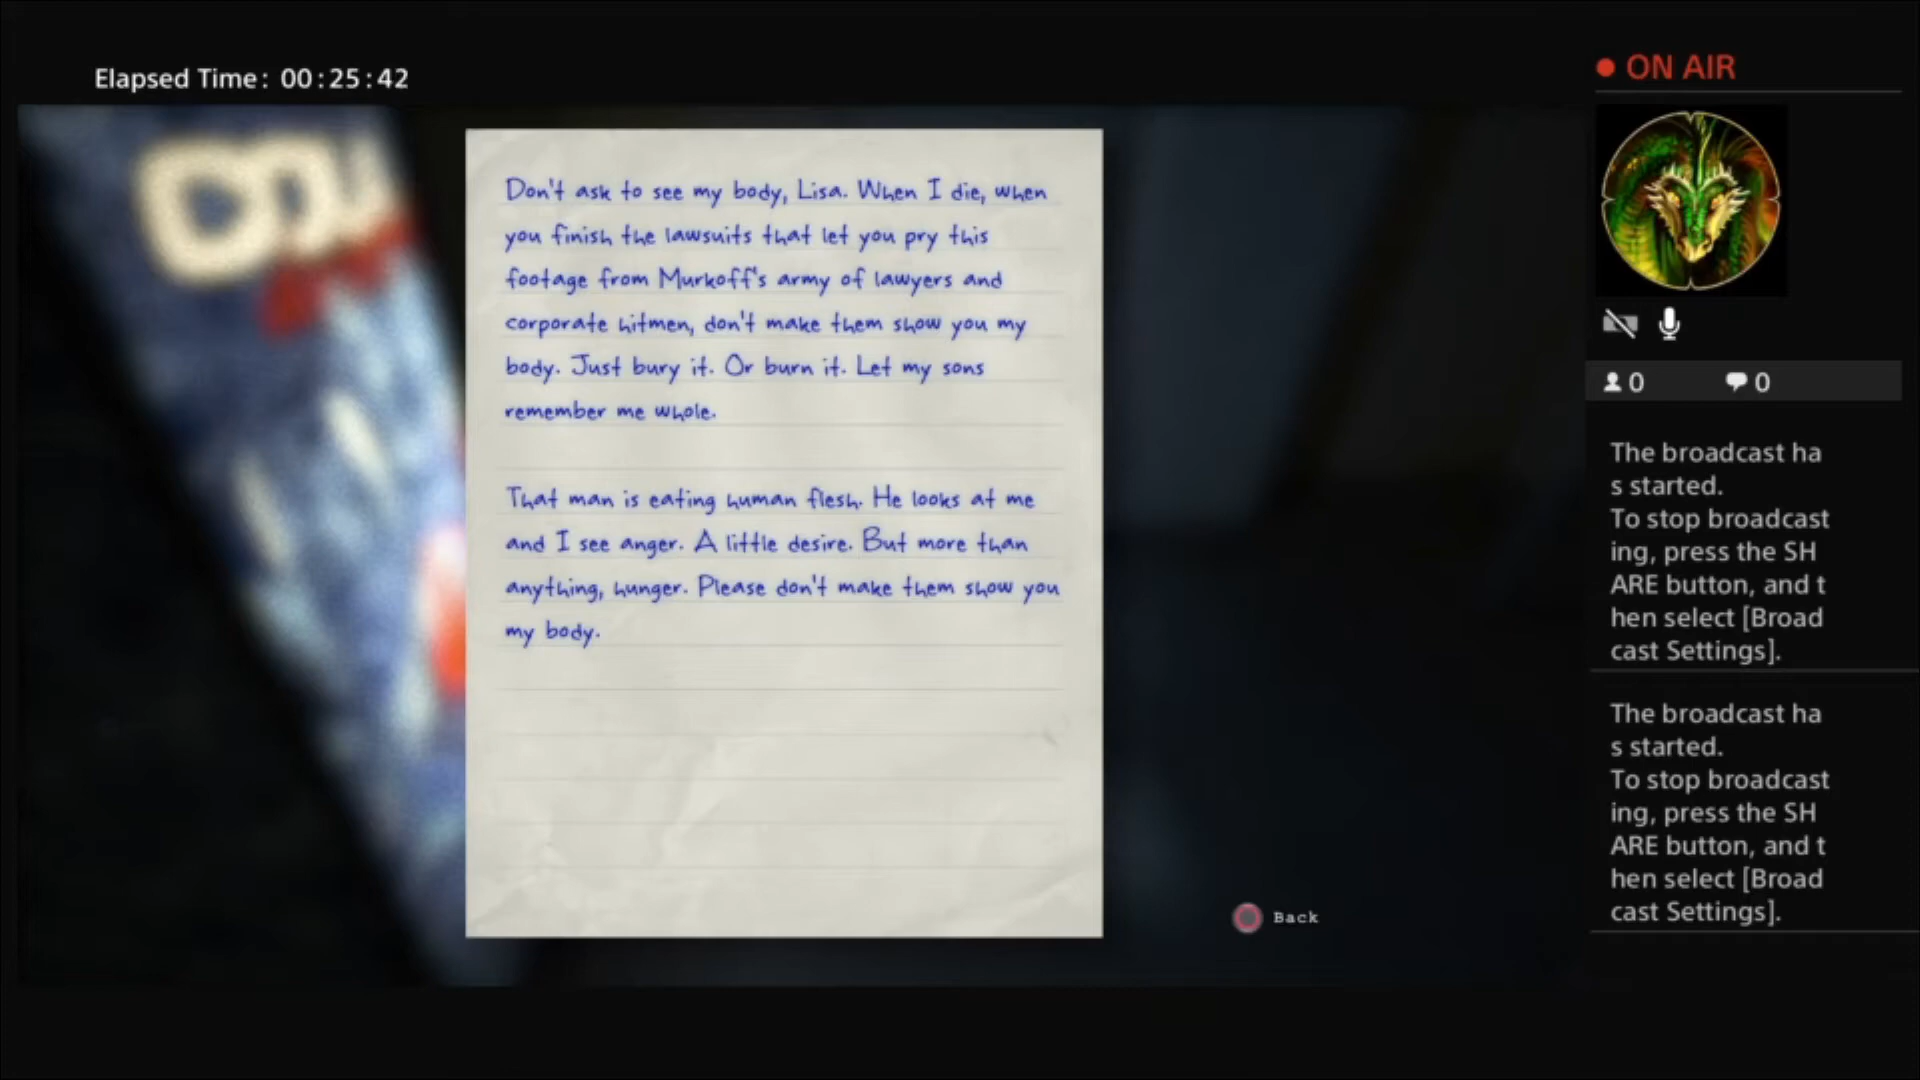 Elapsed Time: 00:25:42
Don't ask to see my body, Lisa. When I die, when
you finish the lawsuits that let you pry this
footage from Murkoff's army of lawyers and
corporate hitmen, don't make them show you my
body. Just bury it. Or burn it. Let my sons
remember me whole.
That man is eating human flesh. He looks at me
and I see anger. A little desire. But more than
anything, hunger. Please don't make them show you
my body.
Back
ON AIR
0
0
The broadcast ha
s started.
To stop broadcast
ing, press the SH
ARE button, and t
hen select [Broad
cast Settings].
The broadcast ha
s started.
To stop broadcast
ing, press the SH
ARE button, and t
hen select [Broad
cast Settings].